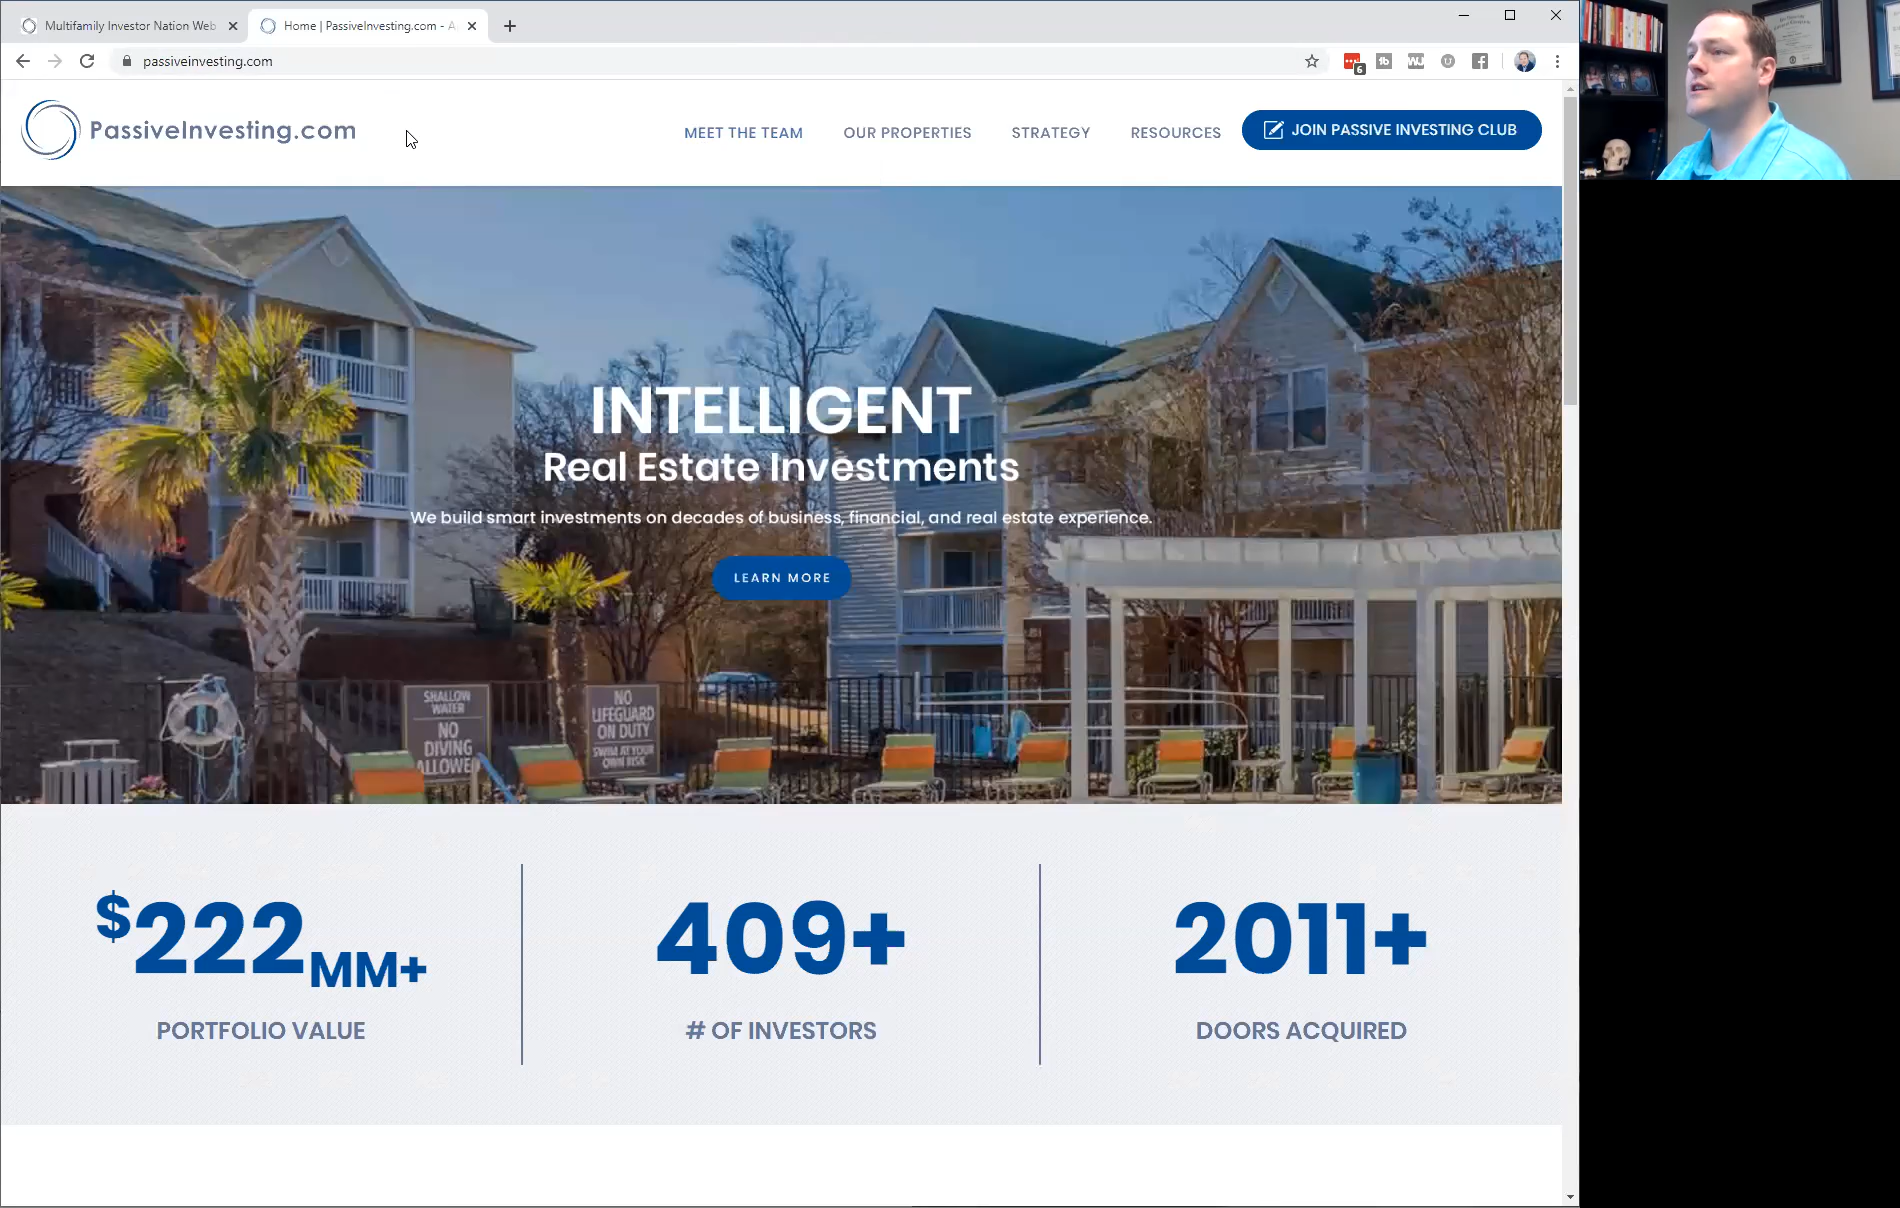 Multifamily Investor Nation Web
Home | PassiveInvesting.com - A
passiveinvesting.com
6
PassiveInvesting.com
MEET THE TEAM
OUR PROPERTIES
STRATEGY
RESOURCES
JOIN PASSIVE INVESTING CLUB
INTELLIGENT
Real Estate Investments
We build smart investments on decades of business, financial, and real estate experience.
LEARN MORE
SHALLOW
WATER
NO
DIVING
ALLOWED
NO
LIFEGUARD
ON DUTY
SWIM AT YOUR
OWN RISK
$222MM+
PORTFOLIO VALUE
409+
# OF INVESTORS
2011+
DOORS ACQUIRED